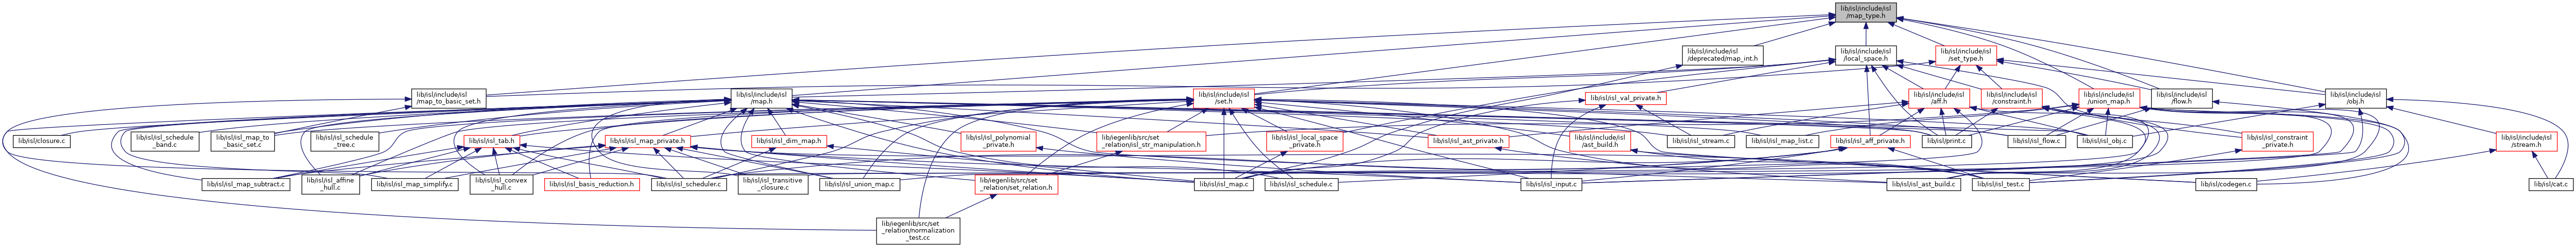 lib/isl/include/isl
/map_type.h
lib/isl/include/isl
/deprecated/map_int.h
lib/isl/include/isl
/local_space.h
lib/isl/include/isl
/set_type.h
lib/isl/include/isl
/map_to_basic_set.h
lib/isl/include/isl
/map.h
lib/isl/include/isl
/set.h
lib/isl/isl_val_private.h
lib/isl/include/isl
/aff.h
lib/isl/include/isl
/constraint.h
lib/isl/include/isl
/union_map.h
lib/isl/include/isl
/flow.h
lib/isl/include/isl
/obj.h
lib/isl/closure.c
lib/isl/isl_schedule
_band.c
lib/isl/isl_map_to
_basic_set.c
lib/isl/isl_schedule
_tree.c
lib/isl/isl_tab.h
lib/isl/isl_map_private.h
lib/isl/isl_dim_map.h
lib/isl/isl_polynomial
_private.h
lib/iegenlib/src/set
_relation/isl_str_manipulation.h
lib/isl/isl_local_space
_private.h
lib/isl/isl_ast_private.h
lib/isl/include/isl
/ast_build.h
lib/isl/isl_stream.c
lib/isl/isl_map_list.c
lib/isl/isl_aff_private.h
lib/isl/print.c
lib/isl/isl_flow.c
lib/isl/isl_obj.c
lib/isl/isl_constraint
_private.h
lib/isl/include/isl
/stream.h
lib/isl/isl_map_subtract.c
lib/isl/isl_affine
_hull.c
lib/isl/isl_map_simplify.c
lib/isl/isl_convex
_hull.c
lib/isl/isl_basis_reduction.h
lib/isl/isl_scheduler.c
lib/isl/isl_transitive
_closure.c
lib/isl/isl_union_map.c
lib/iegenlib/src/set
_relation/set_relation.h
lib/isl/isl_map.c
lib/isl/isl_schedule.c
lib/isl/isl_input.c
lib/isl/isl_ast_build.c
lib/isl/isl_test.c
lib/isl/codegen.c
lib/isl/cat.c
lib/iegenlib/src/set
_relation/normalization
_test.cc